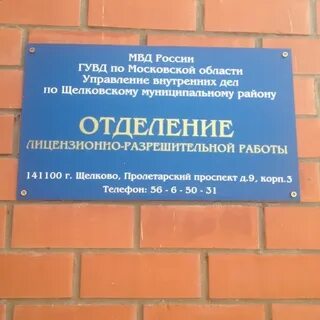 МВД России
ГУВД по Московской области
Управление внутренних дел
по Щелковскому муниципальному району
ОТДЕЛЕНИЕ
ЛИЦЕНЗИОННО-РАЗРЕШИТЕЛЬНОЙ РАБОТЫ
141100 г. Щелково, Пролетарский проспект д.9, корп.3
Телефон: 56 - 6 - 50 - 31